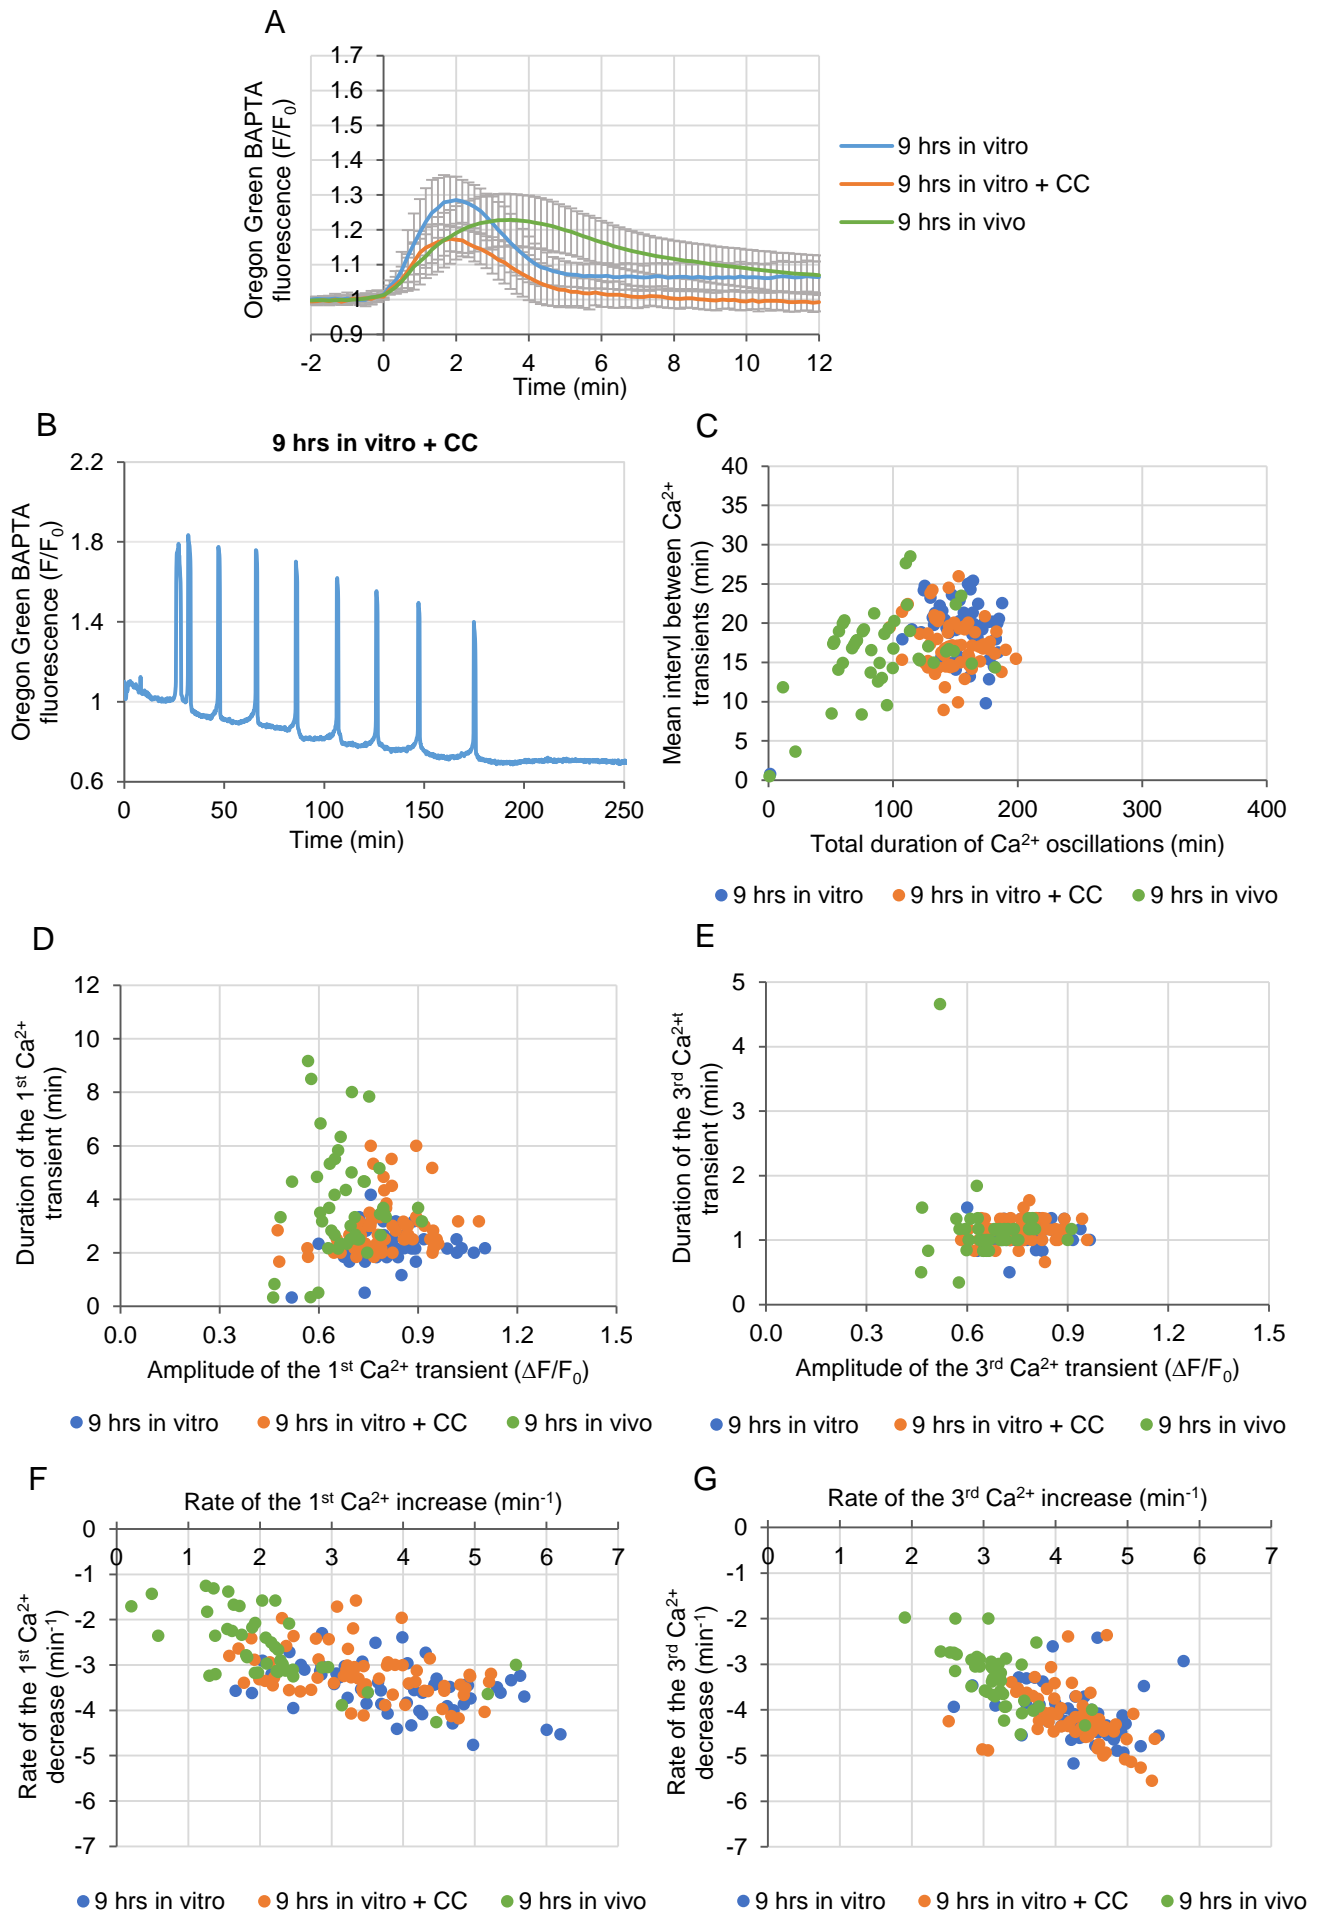 A
1.7
1.6
1.5
1.4
1.3
1.2
1.1
1
0.9
Oregon Green BAPTA
fluorescence (F/F0)
-2 0 2 4 6 8 10 12
Time (min)
9 hrs in vitro
9 hrs in vitro + CC
9 hrs in vivo
B
9 hrs in vitro + CC
2.2
1.8
1.4
1
0.6
Oregon Green BAPTA
fluorescence (F/F0)
0 50 100 150 200 250
Time (min)
C
40
35
30
25
20
15
10
5
0
Mean intervl between Ca2+
transients (min)
0 100 200 300 400
Total duration of Ca2+ oscillations (min)
9 hrs in vitro 9 hrs in vitro + CC 9 hrs in vivo
D
12
10
8
6
4
2
0
Duration of the 1st Ca2+
transient (min)
0.0 0.3 0.6 0.9 1.2 1.5
Amplitude of the 1st Ca2+ transient (ΔF/F0)
9 hrs in vitro 9 hrs in vitro + CC 9 hrs in vivo
E
5
4
3
2
1
0
Duration of the 3rd Ca2+t
transient (min)
0.0 0.3 0.6 0.9 1.2 1.5
Amplitude of the 3rd Ca2+ transient (ΔF/F0)
9 hrs in vitro 9 hrs in vitro + CC 9 hrs in vivo
F
Rate of the 1st Ca2+ increase (min-1)
0
0 1 2 3 4 5 6 7
-1
-2
-3
-4
-5
-6
-7
Rate of the 1st Ca2+
decrease (min-1)
9 hrs in vitro 9 hrs in vitro + CC 9 hrs in vivo
G
Rate of the 3rd Ca2+ increase (min-1)
0
0 1 2 3 4 5 6 7
-1
-2
-3
-4
-5
-6
-7
Rate of the 3rd Ca2+
decrease (min-1)
9 hrs in vitro 9 hrs in vitro + CC 9 hrs in vivo